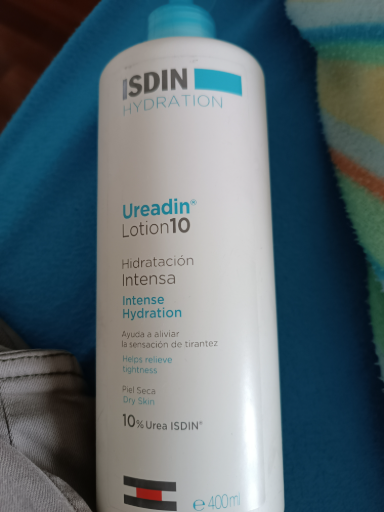 ISDIN
HYDRATION
Ureadin®
Lotion10
Hidratación
Intensa
Intense
Hydration
Ayuda a aliviar
la sensación de tirantez
Helps relieve
tightness
Piel Seca
Dry Skin
10% Urea ISDIN®
e 400ml